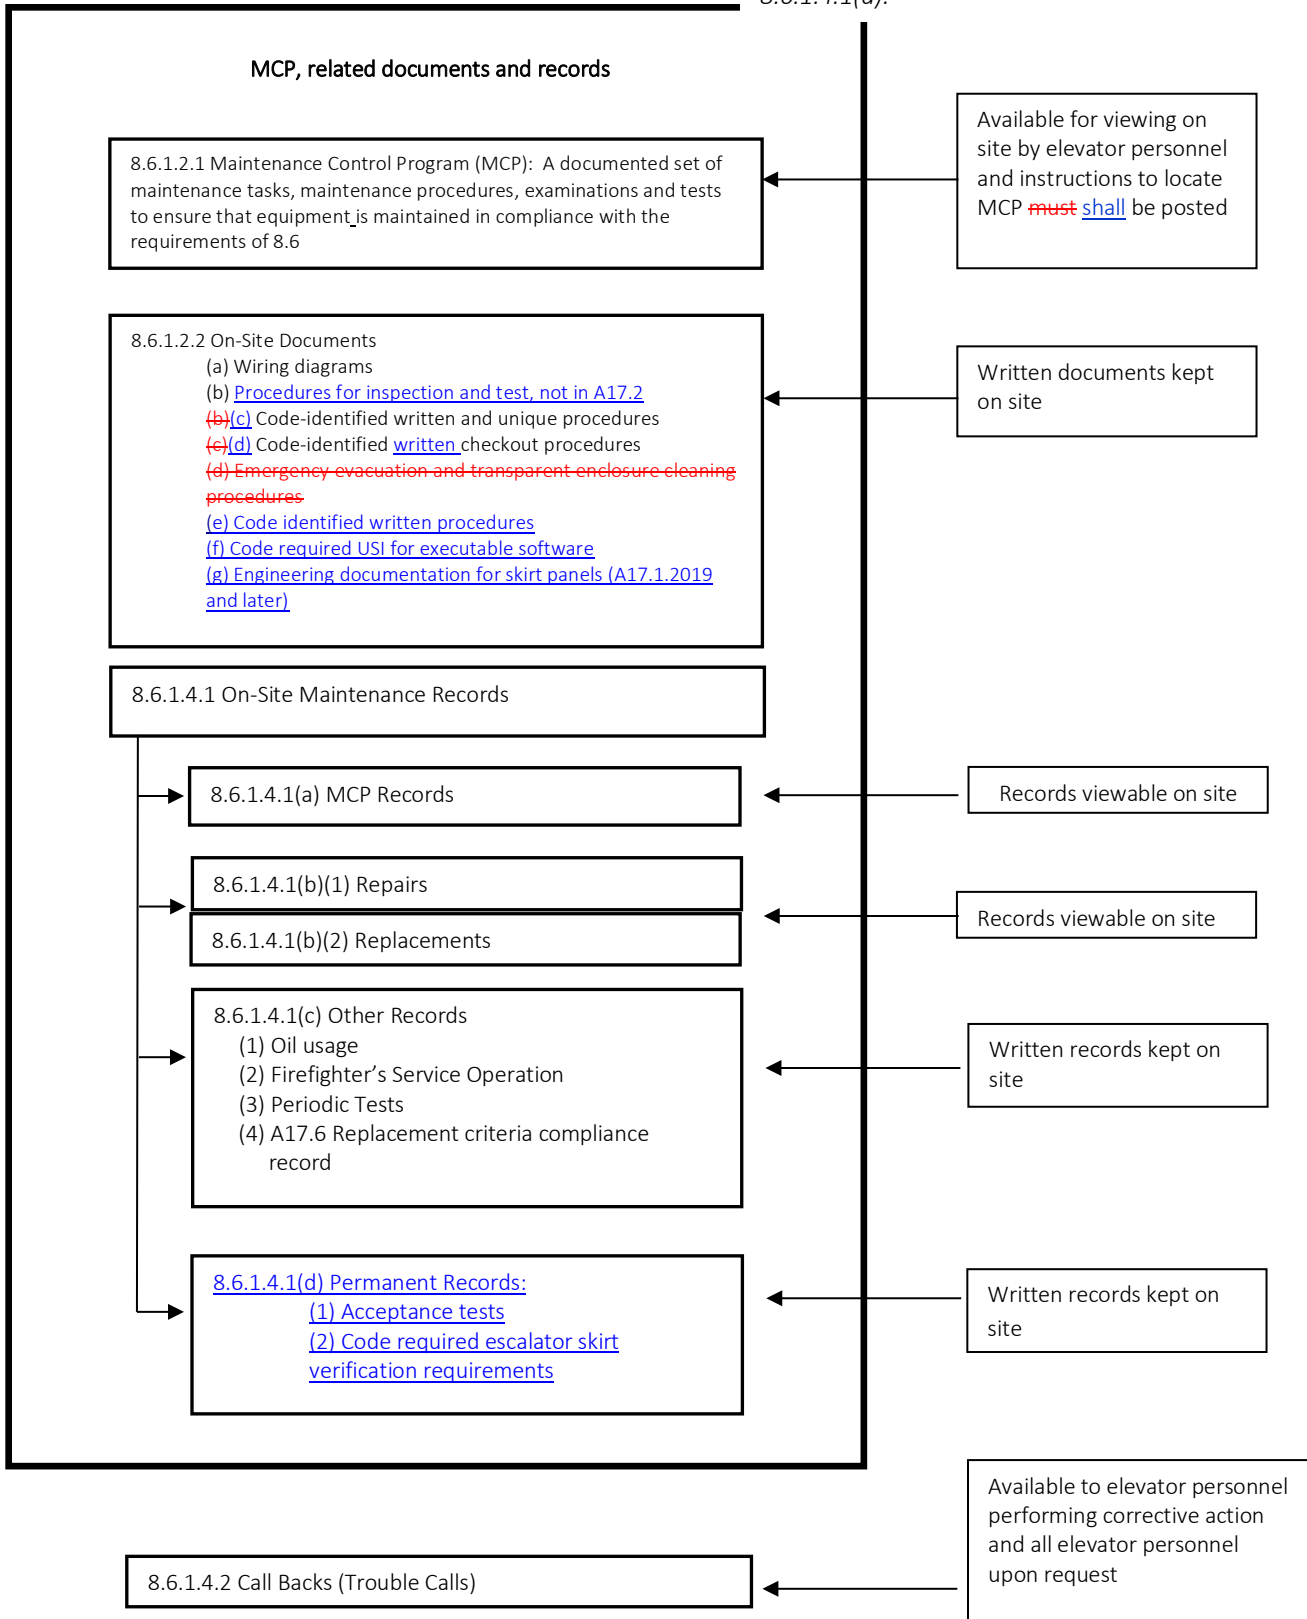 8.6.1.4.1(a).
MCP, related documents and records
8.6.1.2.1 Maintenance Control Program (MCP):  A documented set of
maintenance tasks, maintenance procedures, examinations and tests
to ensure that equipment is maintained in compliance with the
requirements of 8.6
Available for viewing on
site by elevator personnel
and instructions to locate
MCP must shall be posted
8.6.1.2.2 On-Site Documents
(a) Wiring diagrams
(b) Procedures for inspection and test, not in A17.2
(b)(c) Code-identified written and unique procedures
(c)(d) Code-identified written checkout procedures
(d) Emergency evacuation and transparent enclosure cleaning
procedures
(e) Code identified written procedures
(f) Code required USI for executable software
(g) Engineering documentation for skirt panels (A17.1.2019
and later)
Written documents kept
on site
8.6.1.4.1 On-Site Maintenance Records
8.6.1.4.1(a) MCP Records
Records viewable on site
8.6.1.4.1(b)(1) Repairs
8.6.1.4.1(b)(2) Replacements
Records viewable on site
8.6.1.4.1(c) Other Records
(1) Oil usage
(2) Firefighter’s Service Operation
(3) Periodic Tests
(4) A17.6 Replacement criteria compliance
record
Written records kept on
site
8.6.1.4.1(d) Permanent Records:
(1) Acceptance tests
(2) Code required escalator skirt
verification requirements
Written records kept on
site
8.6.1.4.2 Call Backs (Trouble Calls)
Available to elevator personnel
performing corrective action
and all elevator personnel
upon request